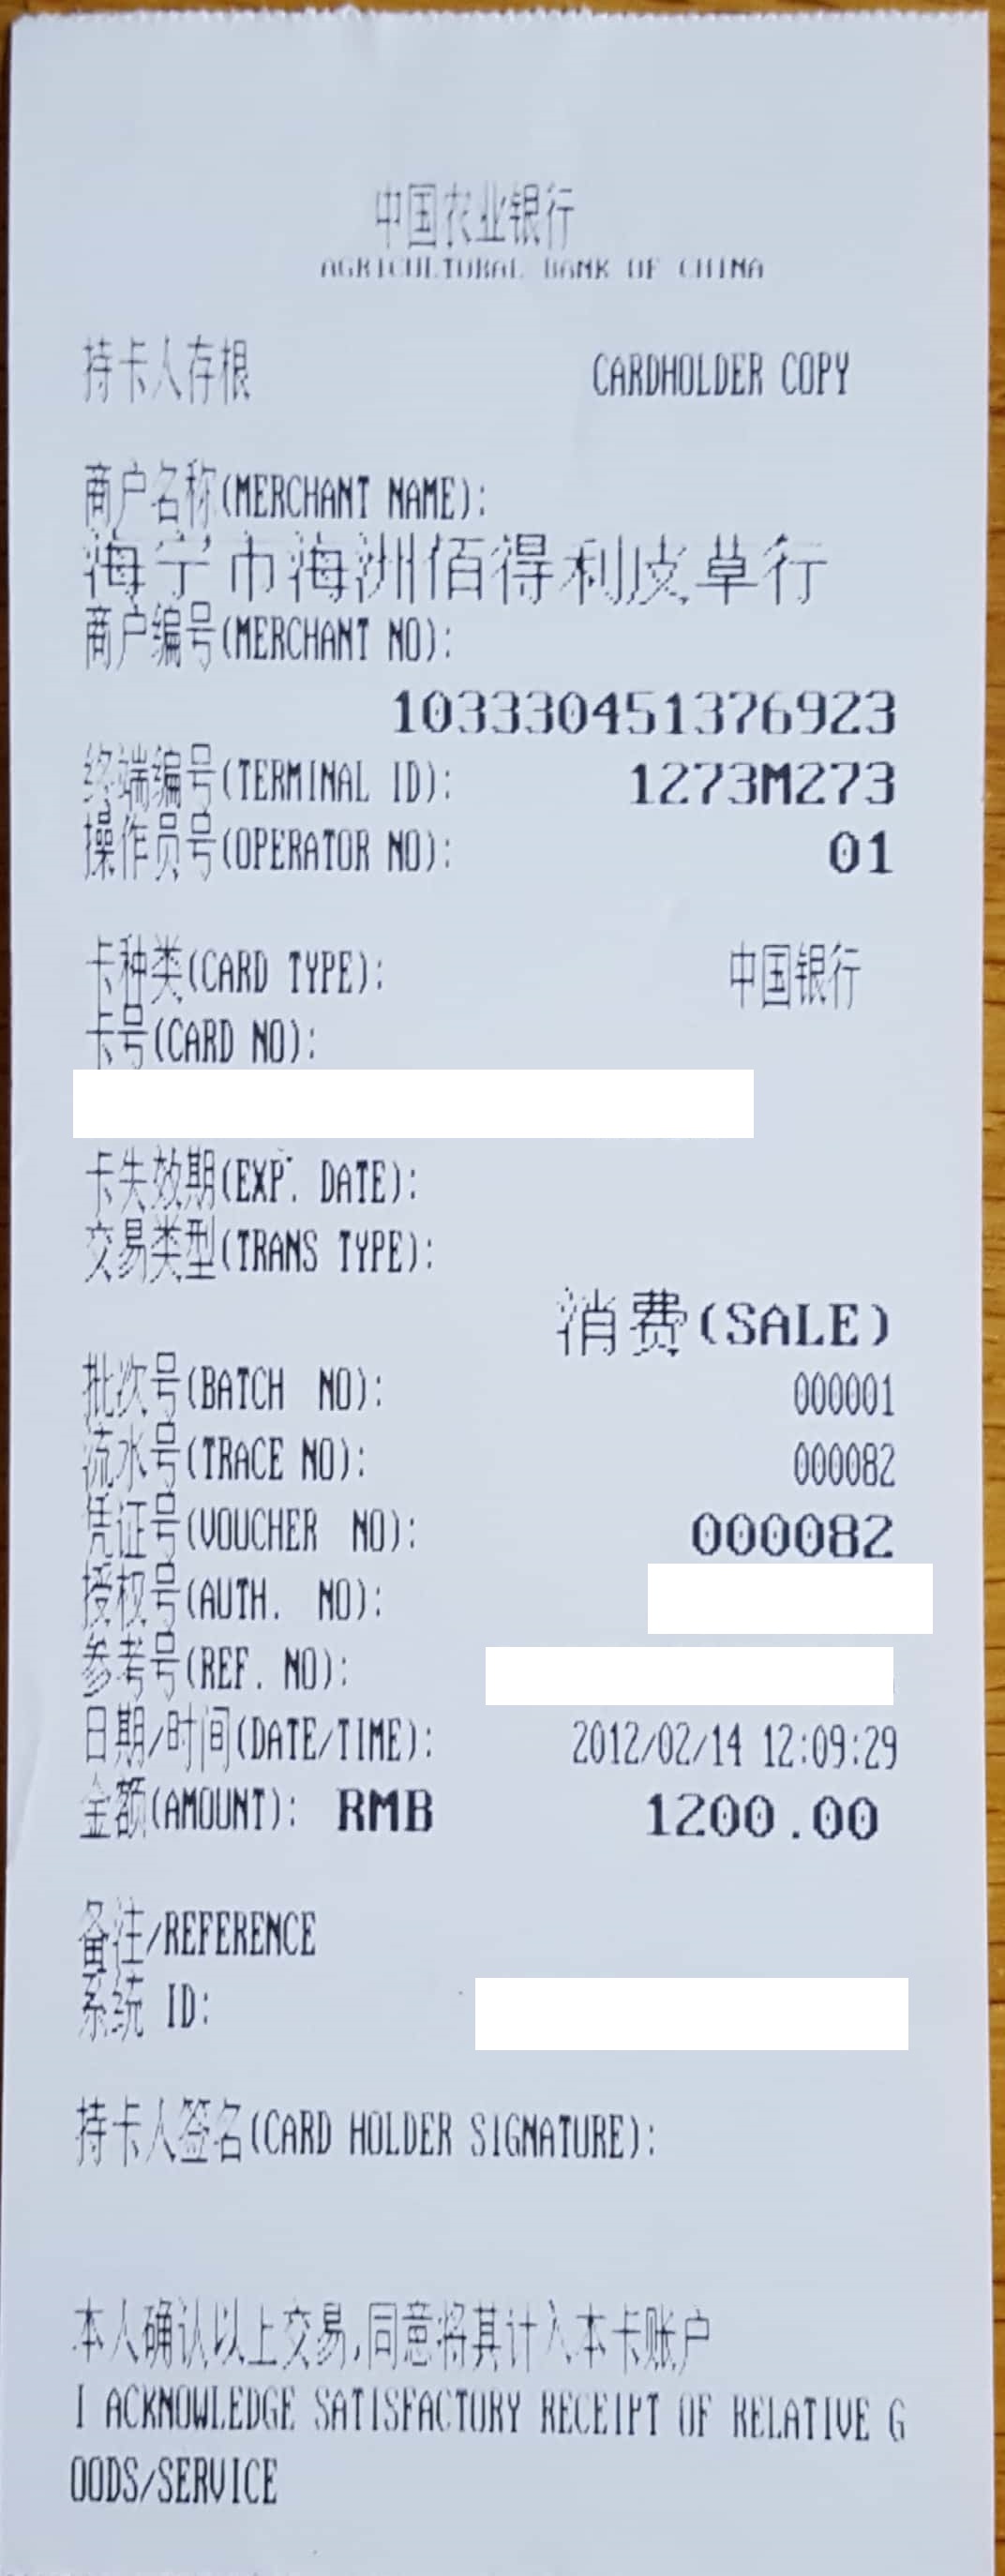 中国农业银行
AGRICULTURAL BANK OF CHINA
持卡人存根 CARDHOLDER COPY
商户名称(MERCHANT NAME):
海宁市海洲佰得利皮草行
商户编号(MERCHANT NO):
103330451376923
终端编号(TERMINAL ID): 1273M273
操作员号(OPERATOR NO): 01
卡种类(CARD TYPE): 中国银行
卡号(CARD NO):
卡失效期(EXP. DATE):
交易类型(TRANS TYPE):
消费(SALE)
批次号(BATCH NO): 000001
流水号(TRACE NO): 000082
凭证号(VOUCHER NO): 000082
授权号(AUTH. NO):
参考号(REF. NO):
日期/时间(DATE/TIME): 2012/02/14 12:09:29
金额(AMOUNT): RMB 1200.00
备注/REFERENCE
系统 ID:
持卡人签名(CARD HOLDER SIGNATURE):
本人确认以上交易,同意将其计入本卡账户
I ACKNOWLEDGE SATISFACTORY RECEIPT OF RELATIVE G
OODS/SERVICE